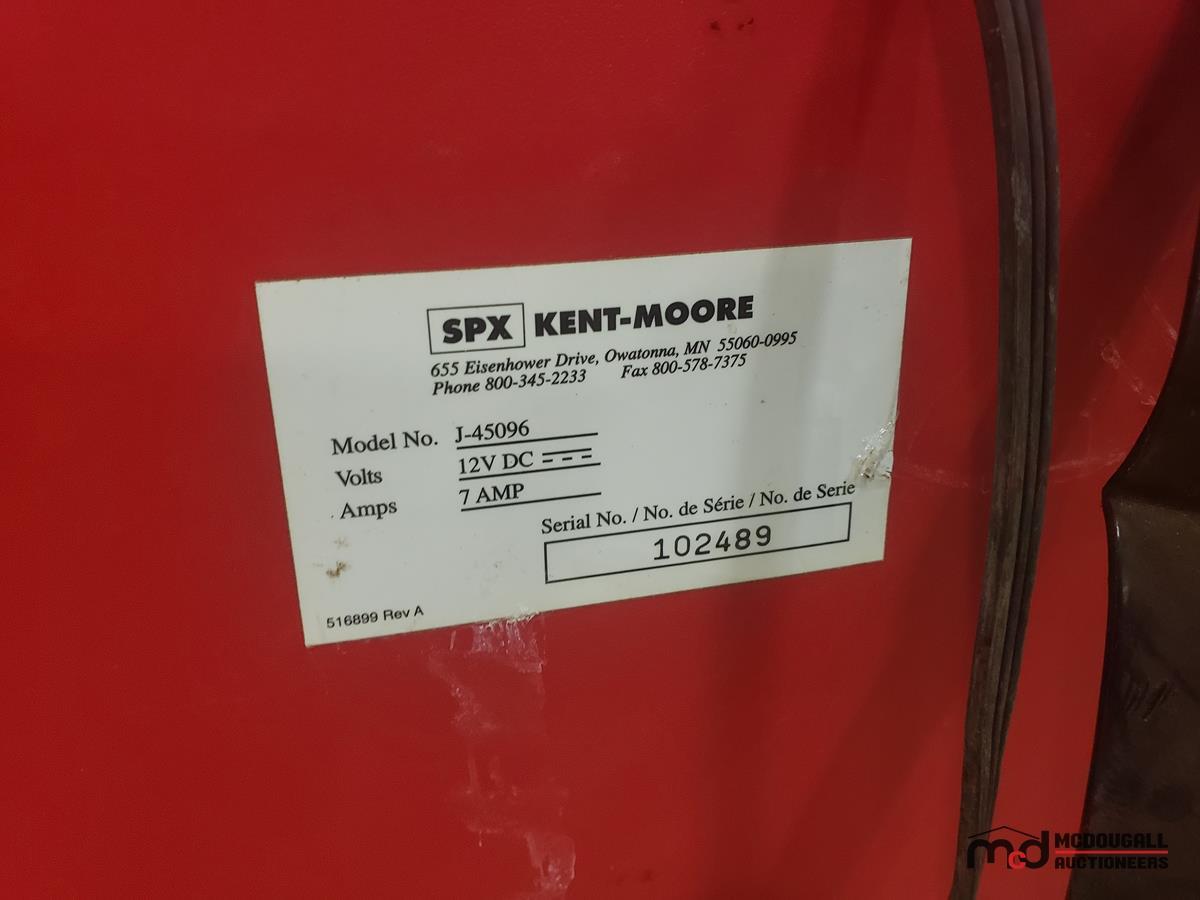 SPX KENT-MOORE
655 Eisenhower Drive, Owatonna, MN 55060-0995
Phone 800-345-2233 Fax 800-578-7375
Model No. J-45096
Volts 12V DC
Amps 7 AMP
Serial No. / No. de Série / No. de Serie
102489
516899 Rev A
mcd MCDOUGALL
AUCTIONEERS